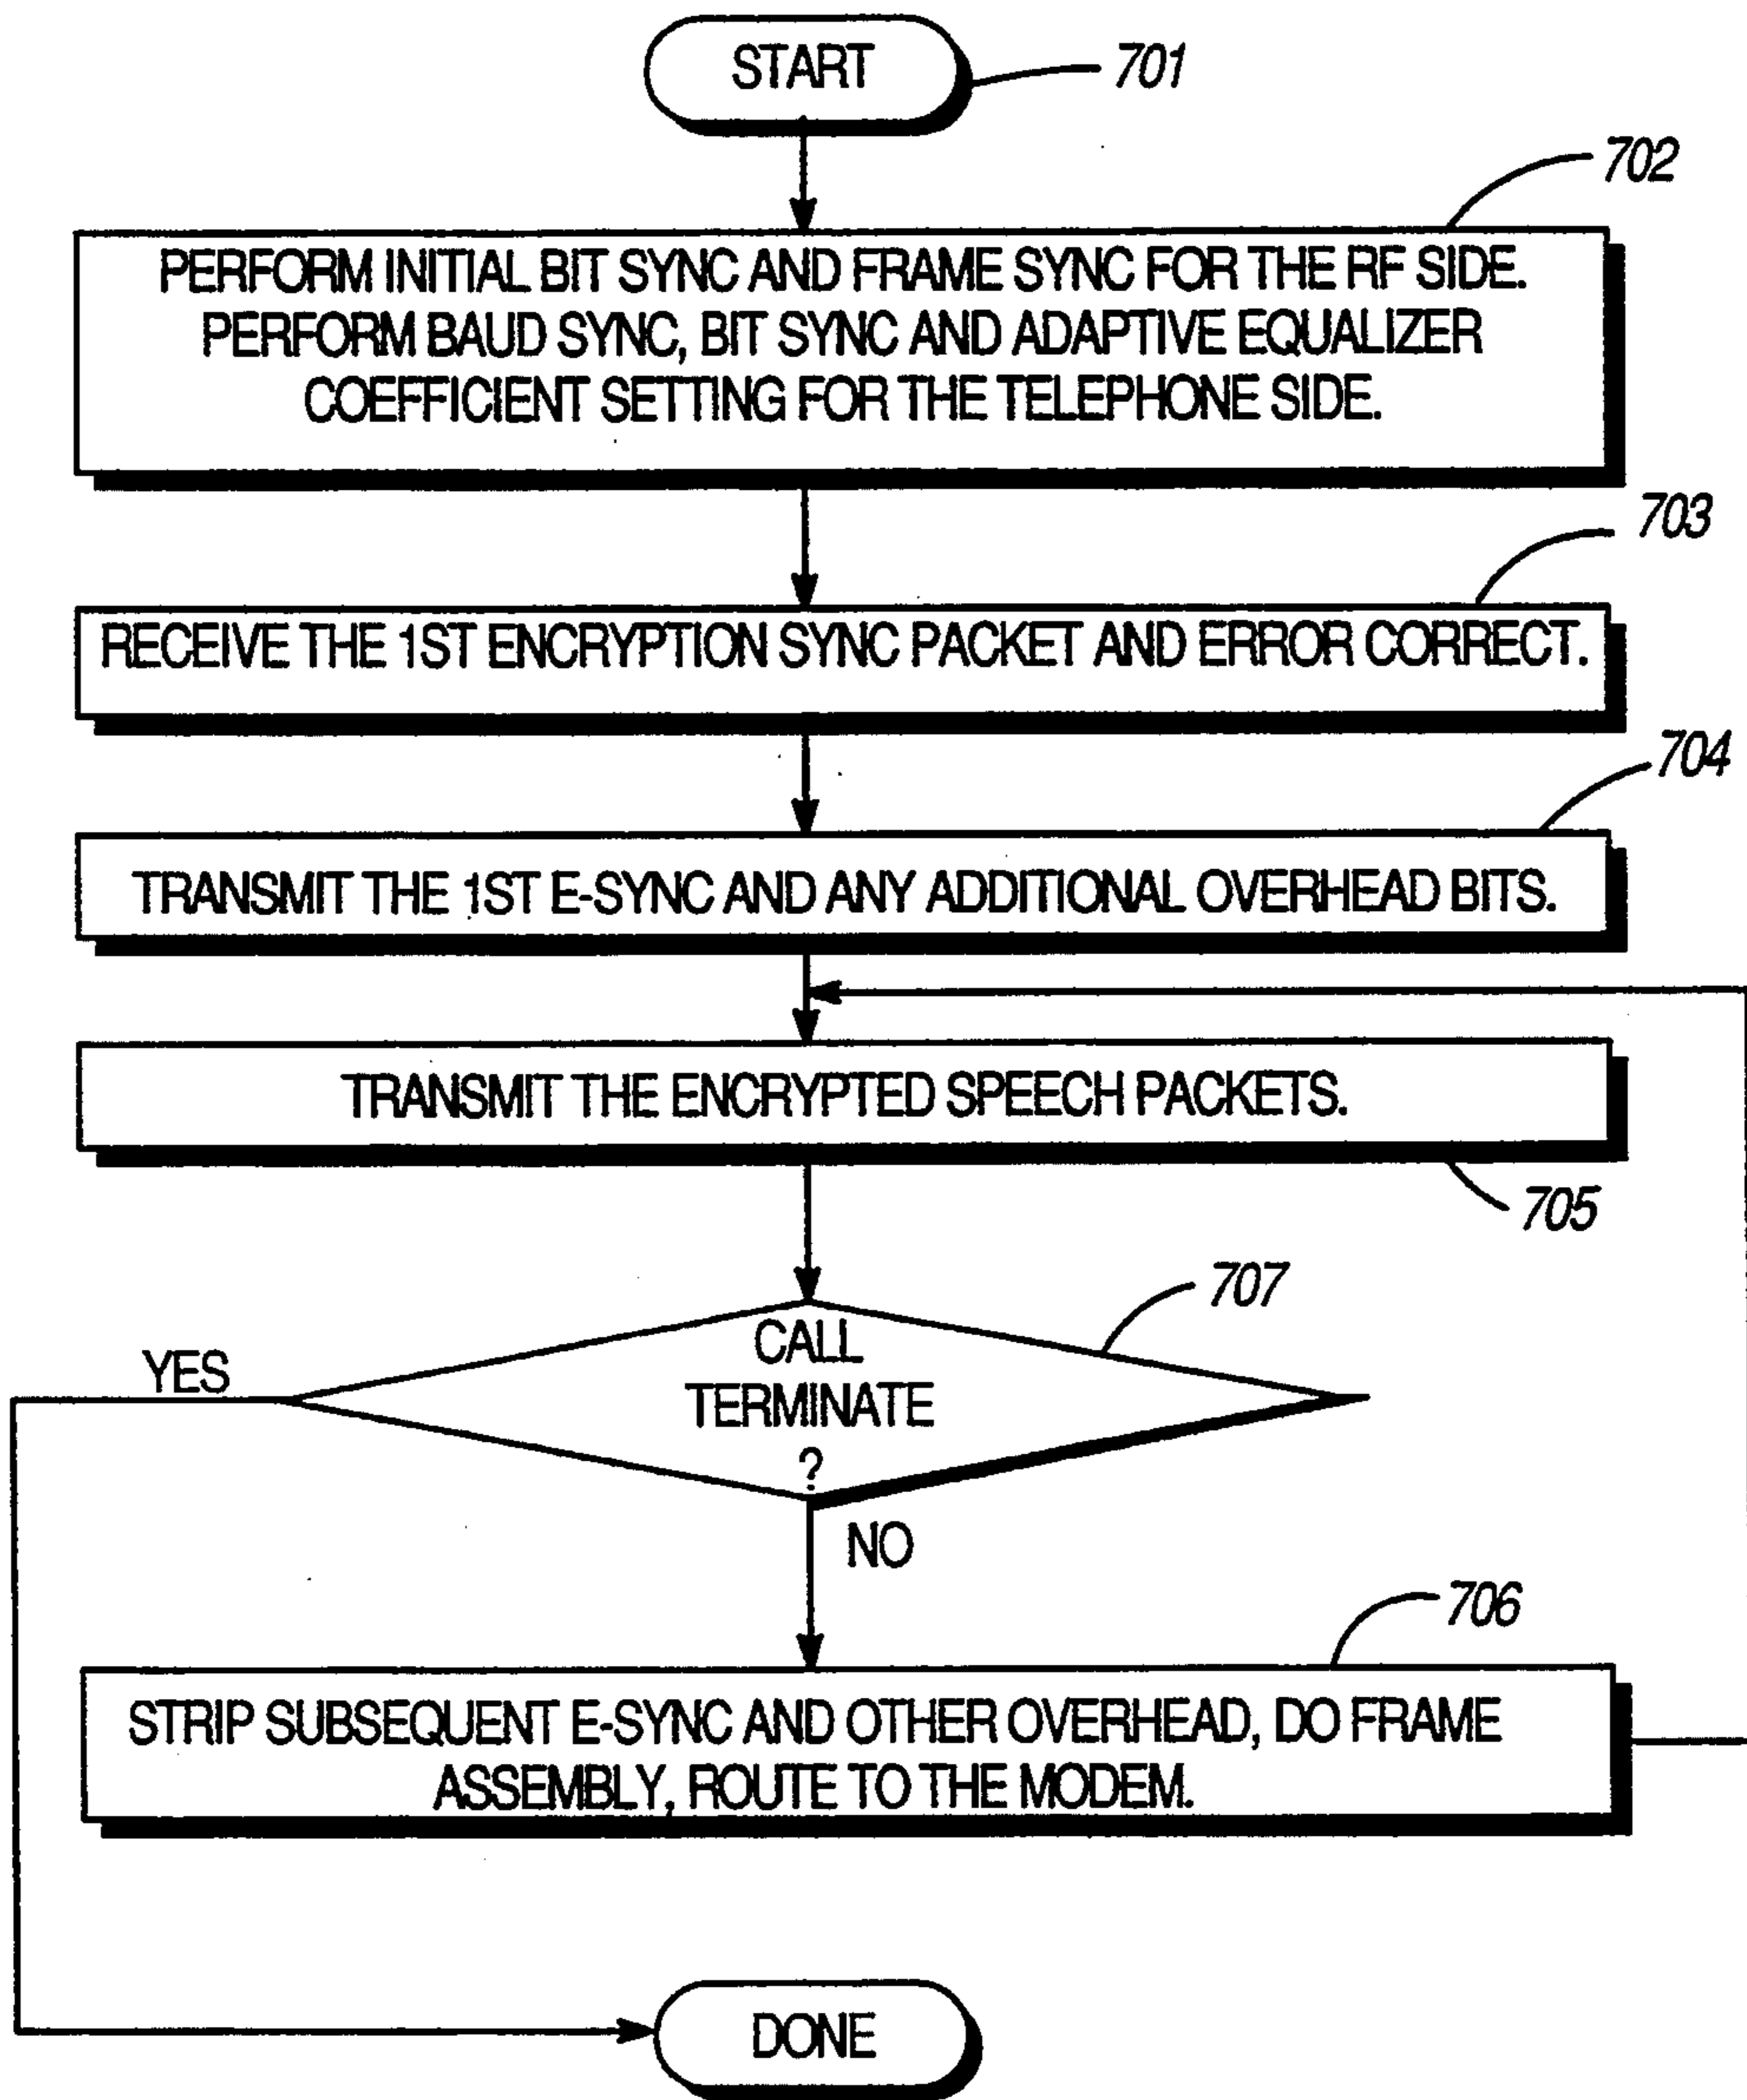 START
701
702
PERFORM INITIAL BIT SYNC AND FRAME SYNC FOR THE RF SIDE.
PERFORM BAUD SYNC, BIT SYNC AND ADAPTIVE EQUALIZER
COEFFICIENT SETTING FOR THE TELEPHONE SIDE.
703
RECEIVE THE 1ST ENCRYPTION SYNC PACKET AND ERROR CORRECT.
704
TRANSMIT THE 1ST E-SYNC AND ANY ADDITIONAL OVERHEAD BITS.
TRANSMIT THE ENCRYPTED SPEECH PACKETS.
705
707
CALL
TERMINATE
?
YES
NO
706
STRIP SUBSEQUENT E-SYNC AND OTHER OVERHEAD, DO FRAME
ASSEMBLY, ROUTE TO THE MODEM.
DONE